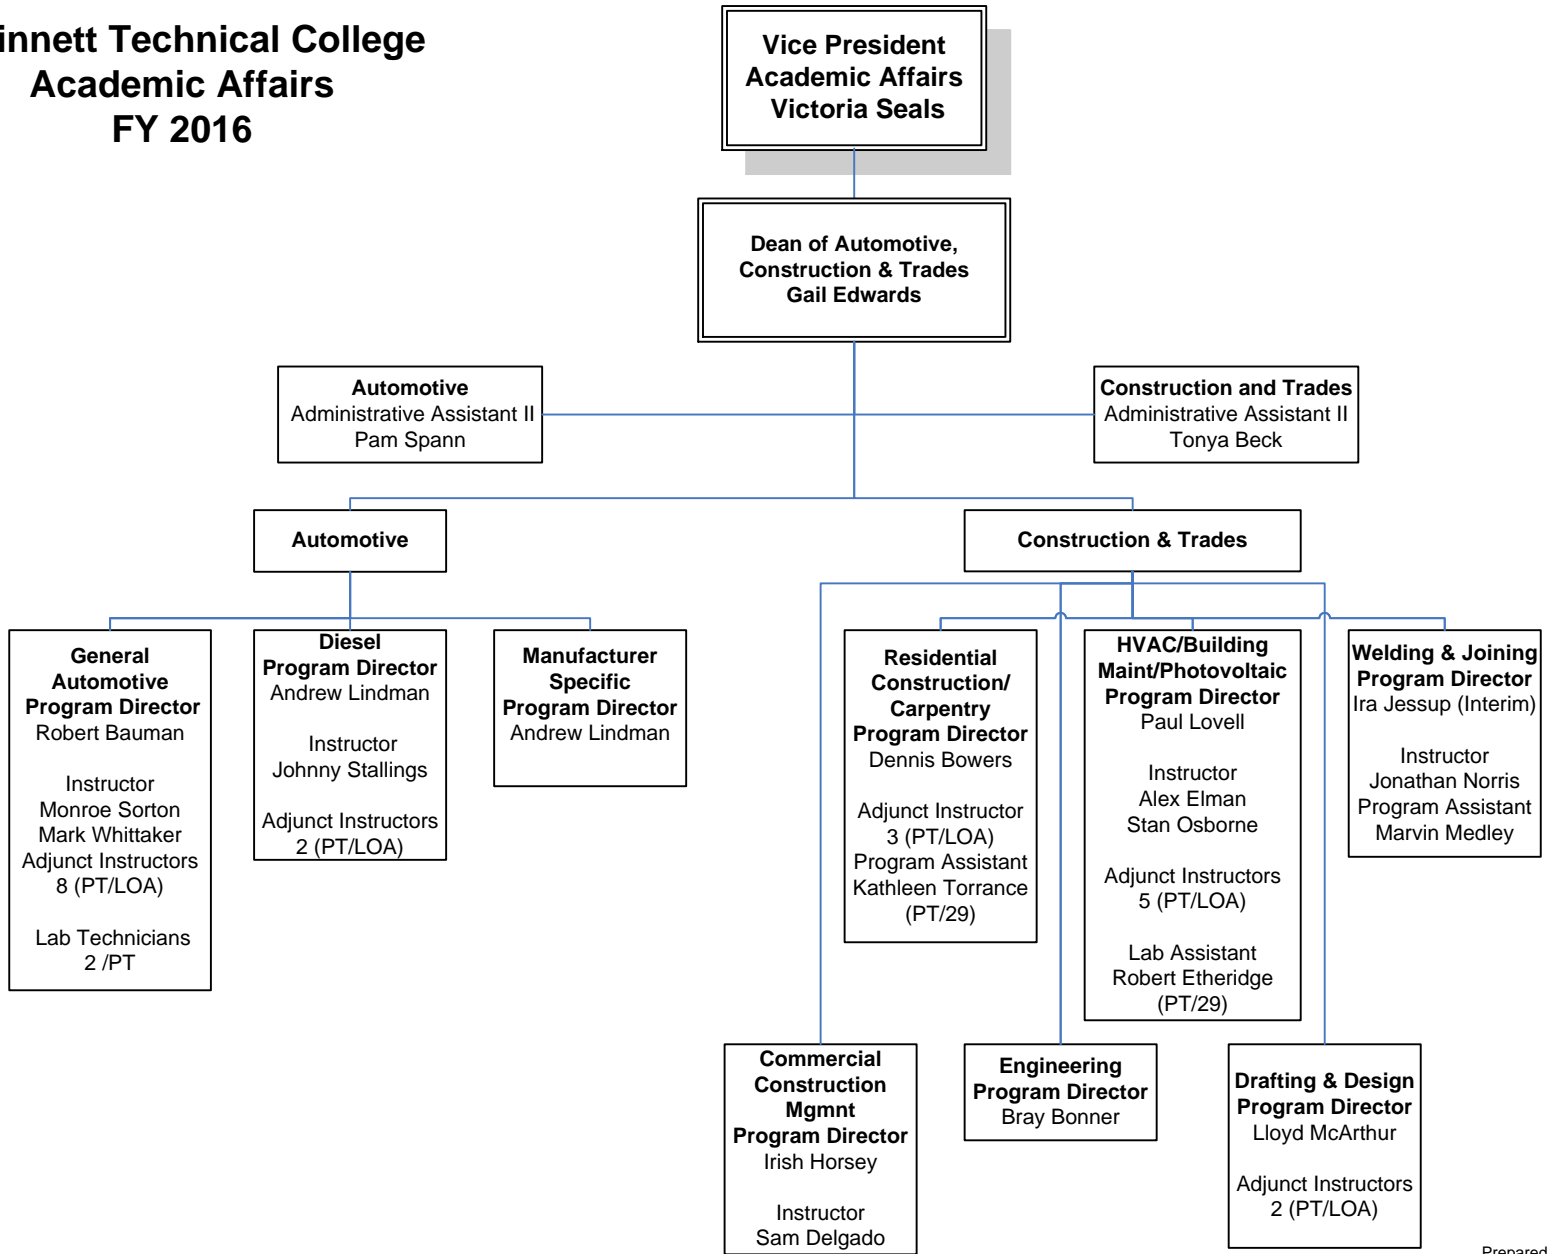 innett Technical College
Academic Affairs
FY 2016
Vice President
Academic Affairs
Victoria Seals
Dean of Automotive,
Construction & Trades
Gail Edwards
Automotive
Administrative Assistant II
Pam Spann
Construction and Trades
Administrative Assistant II
Tonya Beck
Automotive
Construction & Trades
General
Automotive
Program Director
Robert Bauman
Instructor
Monroe Sorton
Mark Whittaker
Adjunct Instructors
8 (PT/LOA)
Lab Technicians
2 /PT
Diesel
Program Director
Andrew Lindman
Instructor
Johnny Stallings
Adjunct Instructors
2 (PT/LOA)
Manufacturer
Specific
Program Director
Andrew Lindman
Residential
Construction/
Carpentry
Program Director
Dennis Bowers
Adjunct Instructor
3 (PT/LOA)
Program Assistant
Kathleen Torrance
(PT/29)
HVAC/Building
Maint/Photovoltaic
Program Director
Paul Lovell
Instructor
Alex Elman
Stan Osborne
Adjunct Instructors
5 (PT/LOA)
Lab Assistant
Robert Etheridge
(PT/29)
Welding & Joining
Program Director
Ira Jessup (Interim)
Instructor
Jonathan Norris
Program Assistant
Marvin Medley
Commercial
Construction
Mgmnt
Program Director
Irish Horsey
Instructor
Sam Delgado
Engineering
Program Director
Bray Bonner
Drafting & Design
Program Director
Lloyd McArthur
Adjunct Instructors
2 (PT/LOA)
Prepared